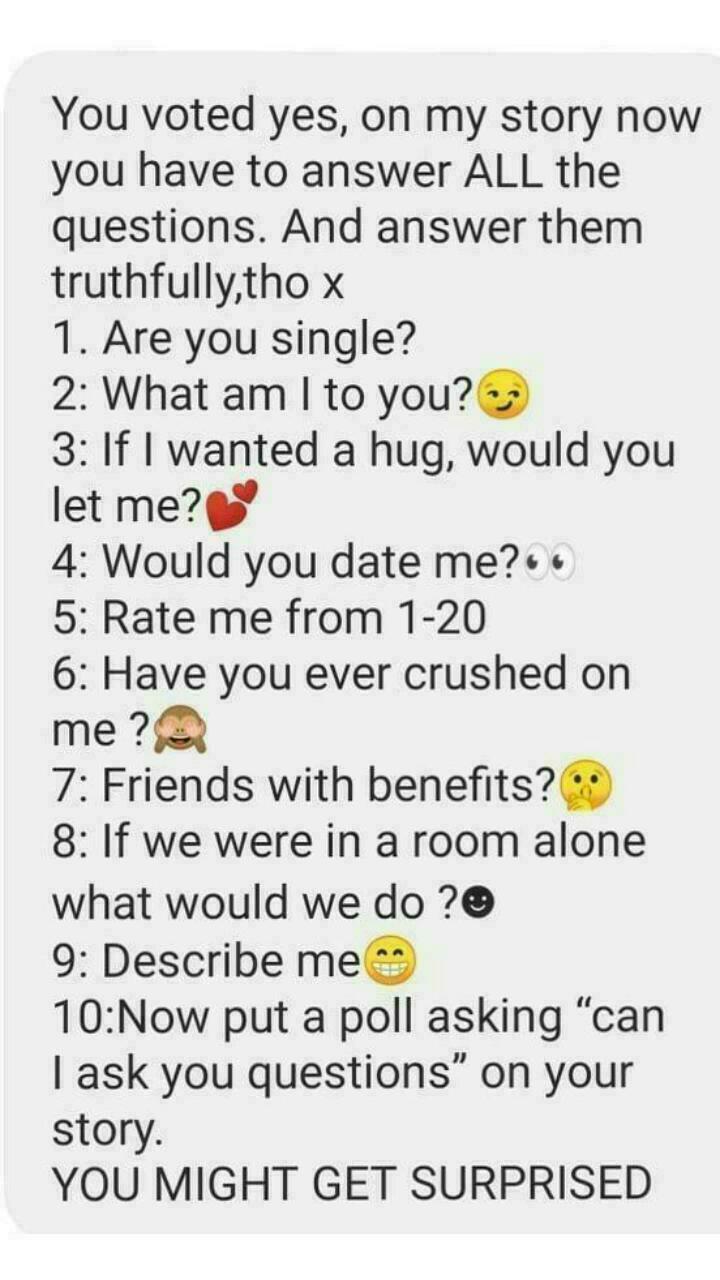 You voted yes, on my story now
you have to answer ALL the
questions. And answer them
truthfully,tho x
1. Are you single?
2: What am I to you?😏
3: If I wanted a hug, would you
let me?💕
4: Would you date me?👀
5: Rate me from 1-20
6: Have you ever crushed on
me ?🙈
7: Friends with benefits?🤫
8: If we were in a room alone
what would we do ?☻
9: Describe me😁
10:Now put a poll asking “can
I ask you questions” on your
story.
YOU MIGHT GET SURPRISED